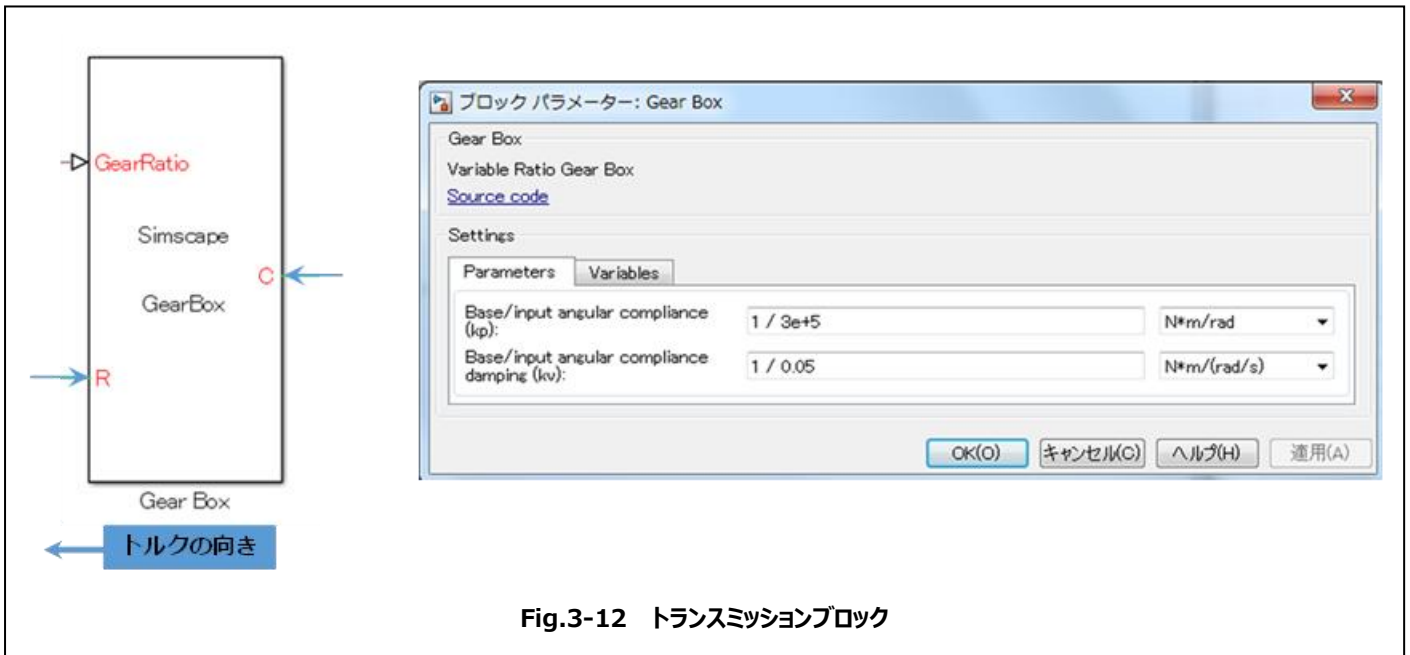 GearRatio
Simscape
C
GearBox
R
Gear Box
トルクの向き
ブロック パラメーター: Gear Box
Gear Box
Variable Ratio Gear Box
Source code
Settings
Parameters Variables
Base/input angular compliance
(kp):
1 / 3e+5
N*m/rad
Base/input angular compliance
damping (kv):
1 / 0.05
N*m/(rad/s)
OK(O) キャンセル(C) ヘルプ(H) 適用(A)
Fig.3-12 トランスミッションブロック